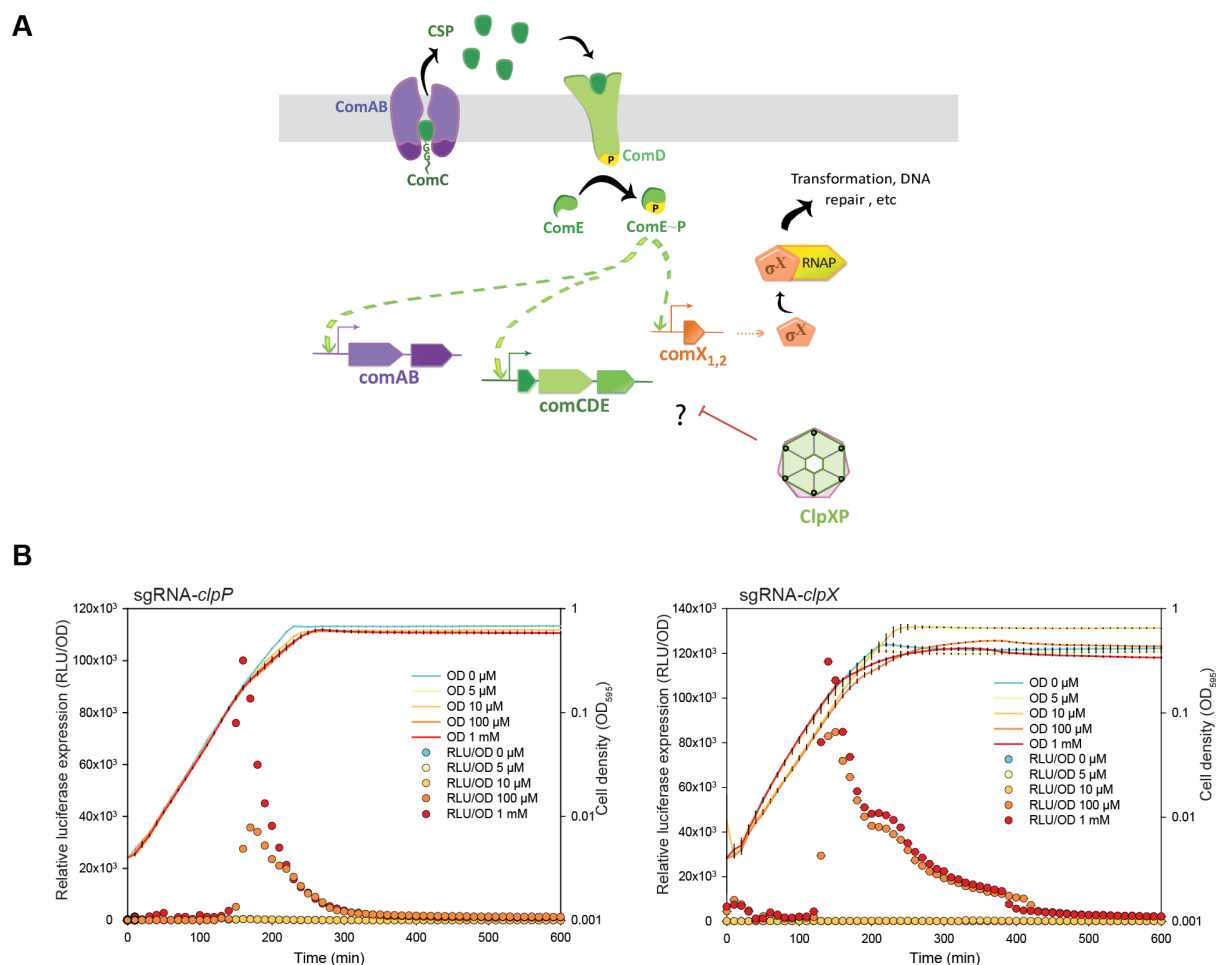 A
CSP
ComAB
G
G
ComC
P
ComD
ComE
P
ComE~P
Transformation, DNA
repair , etc
σX
RNAP
σX
comX1,2
comAB
comCDE
?
ClpXP
B
sgRNA-clpP
Relative luciferase expression (RLU/OD)
120x10³
100x10³
80x10³
60x10³
40x10³
20x10³
0
0 100 200 300 400 500 600
Time (min)
1
0.1
0.01
0.001
Cell density (OD595)
OD 0 µM
OD 5 µM
OD 10 µM
OD 100 µM
OD 1 mM
RLU/OD 0 µM
RLU/OD 5 µM
RLU/OD 10 µM
RLU/OD 100 µM
RLU/OD 1 mM
sgRNA-clpX
Relative luciferase expression (RLU/OD)
140x10³
120x10³
100x10³
80x10³
60x10³
40x10³
20x10³
0
0 100 200 300 400 500 600
Time (min)
1
0.1
0.01
0.001
Cell density (OD595)
OD 0 µM
OD 5 µM
OD 10 µM
OD 100 µM
OD 1 mM
RLU/OD 0 µM
RLU/OD 5 µM
RLU/OD 10 µM
RLU/OD 100 µM
RLU/OD 1 mM